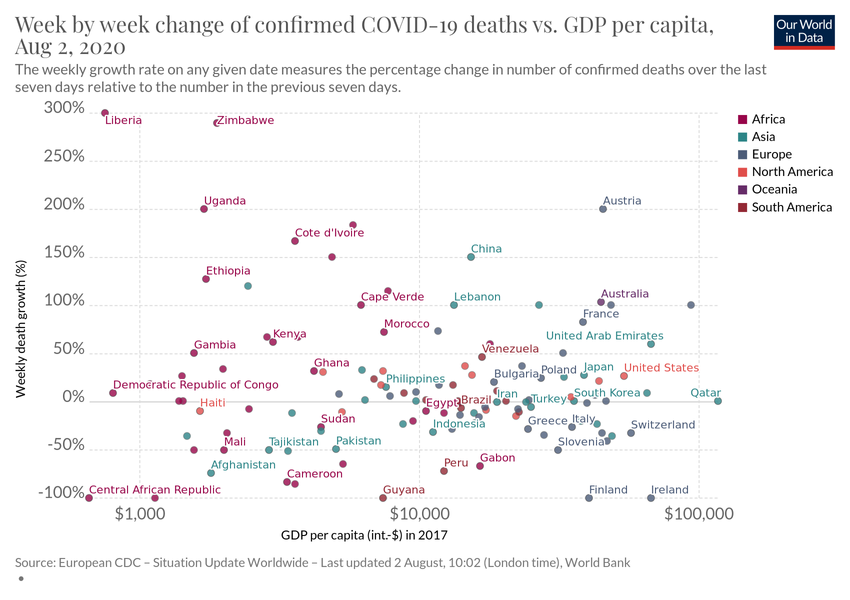 Week by week change of confirmed COVID-19 deaths vs. GDP per capita,
Aug 2, 2020
Our World
in Data
The weekly growth rate on any given date measures the percentage change in number of confirmed deaths over the last
seven days relative to the number in the previous seven days.
300%
Liberia
Zimbabwe
Africa
Asia
Europe
North America
Oceania
South America
250%
200%
Uganda
Austria
Cote d'Ivoire
150%
China
Ethiopia
100%
Cape Verde
Lebanon
Australia
Morocco
France
Kenya
United Arab Emirates
50%
Gambia
Venezuela
Ghana
Philippines
Bulgaria
Poland
Japan
United States
Democratic Republic of Congo
0%
Haiti
Egypt
Brazil
Iran
Turkey
South Korea
Qatar
Sudan
Indonesia
Greece
Italy
Switzerland
-50%
Mali
Tajikistan
Pakistan
Slovenia
Afghanistan
Cameroon
Peru
Gabon
-100%
Central African Republic
Guyana
Finland
Ireland
$1,000
$10,000
$100,000
Weekly death growth (%)
GDP per capita (int.-$) in 2017
Source: European CDC – Situation Update Worldwide – Last updated 2 August, 10:02 (London time), World Bank